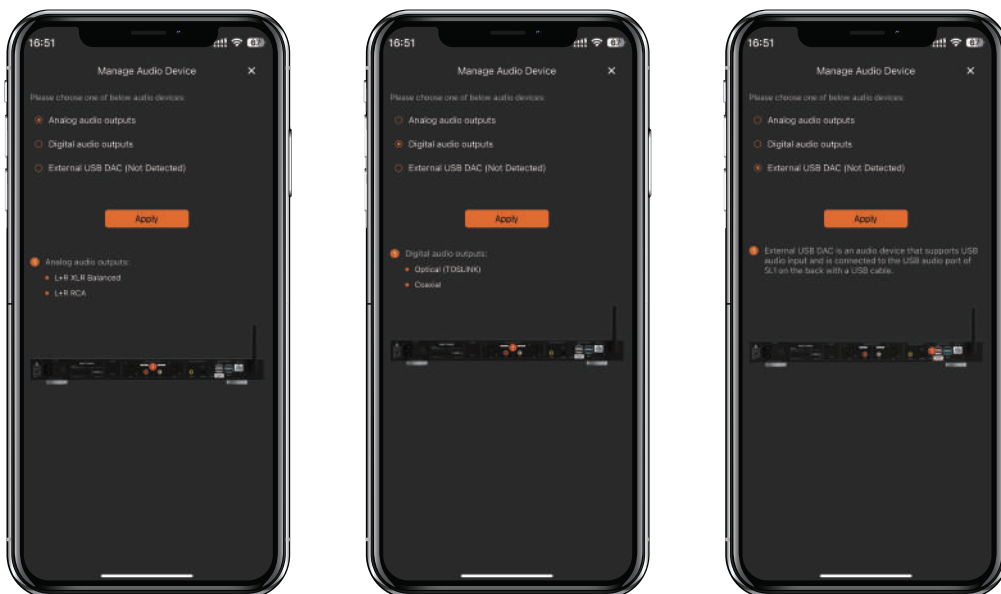 16:51
67
Manage Audio Device
Please choose one of below audio devices:
Analog audio outputs
Digital audio outputs
External USB DAC (Not Detected)
Apply
Analog audio outputs:
L+R XLR Balanced
L+R RCA
16:51
67
Manage Audio Device
Please choose one of below audio devices:
Analog audio outputs
Digital audio outputs
External USB DAC (Not Detected)
Apply
Digital audio outputs:
Optical (TOSLINK)
Coaxial
16:51
67
Manage Audio Device
Please choose one of below audio devices:
Analog audio outputs
Digital audio outputs
External USB DAC (Not Detected)
Apply
External USB DAC is an audio device that supports USB
audio input and is connected to the USB audio port of
SL1 on the back with a USB cable.